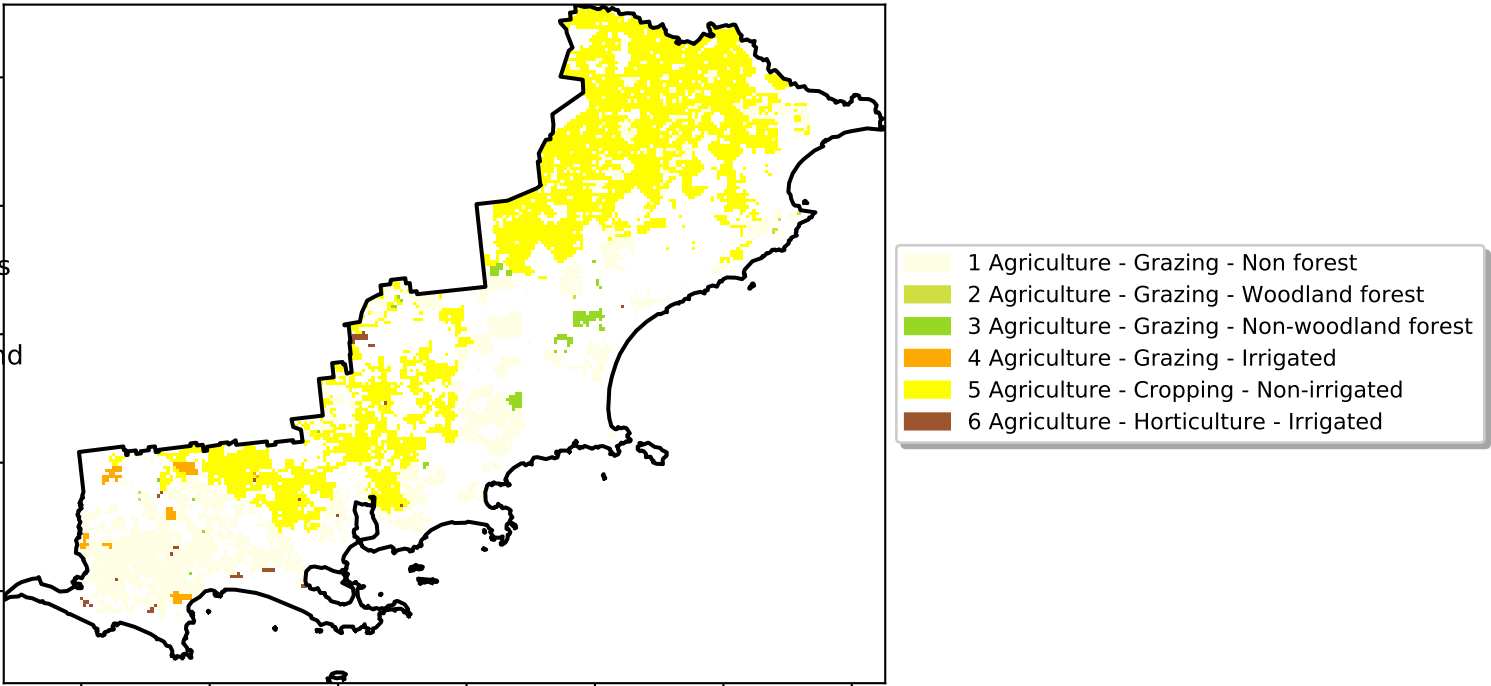 s
nd
1 Agriculture - Grazing - Non forest
2 Agriculture - Grazing - Woodland forest
3 Agriculture - Grazing - Non-woodland forest
4 Agriculture - Grazing - Irrigated
5 Agriculture - Cropping - Non-irrigated
6 Agriculture - Horticulture - Irrigated